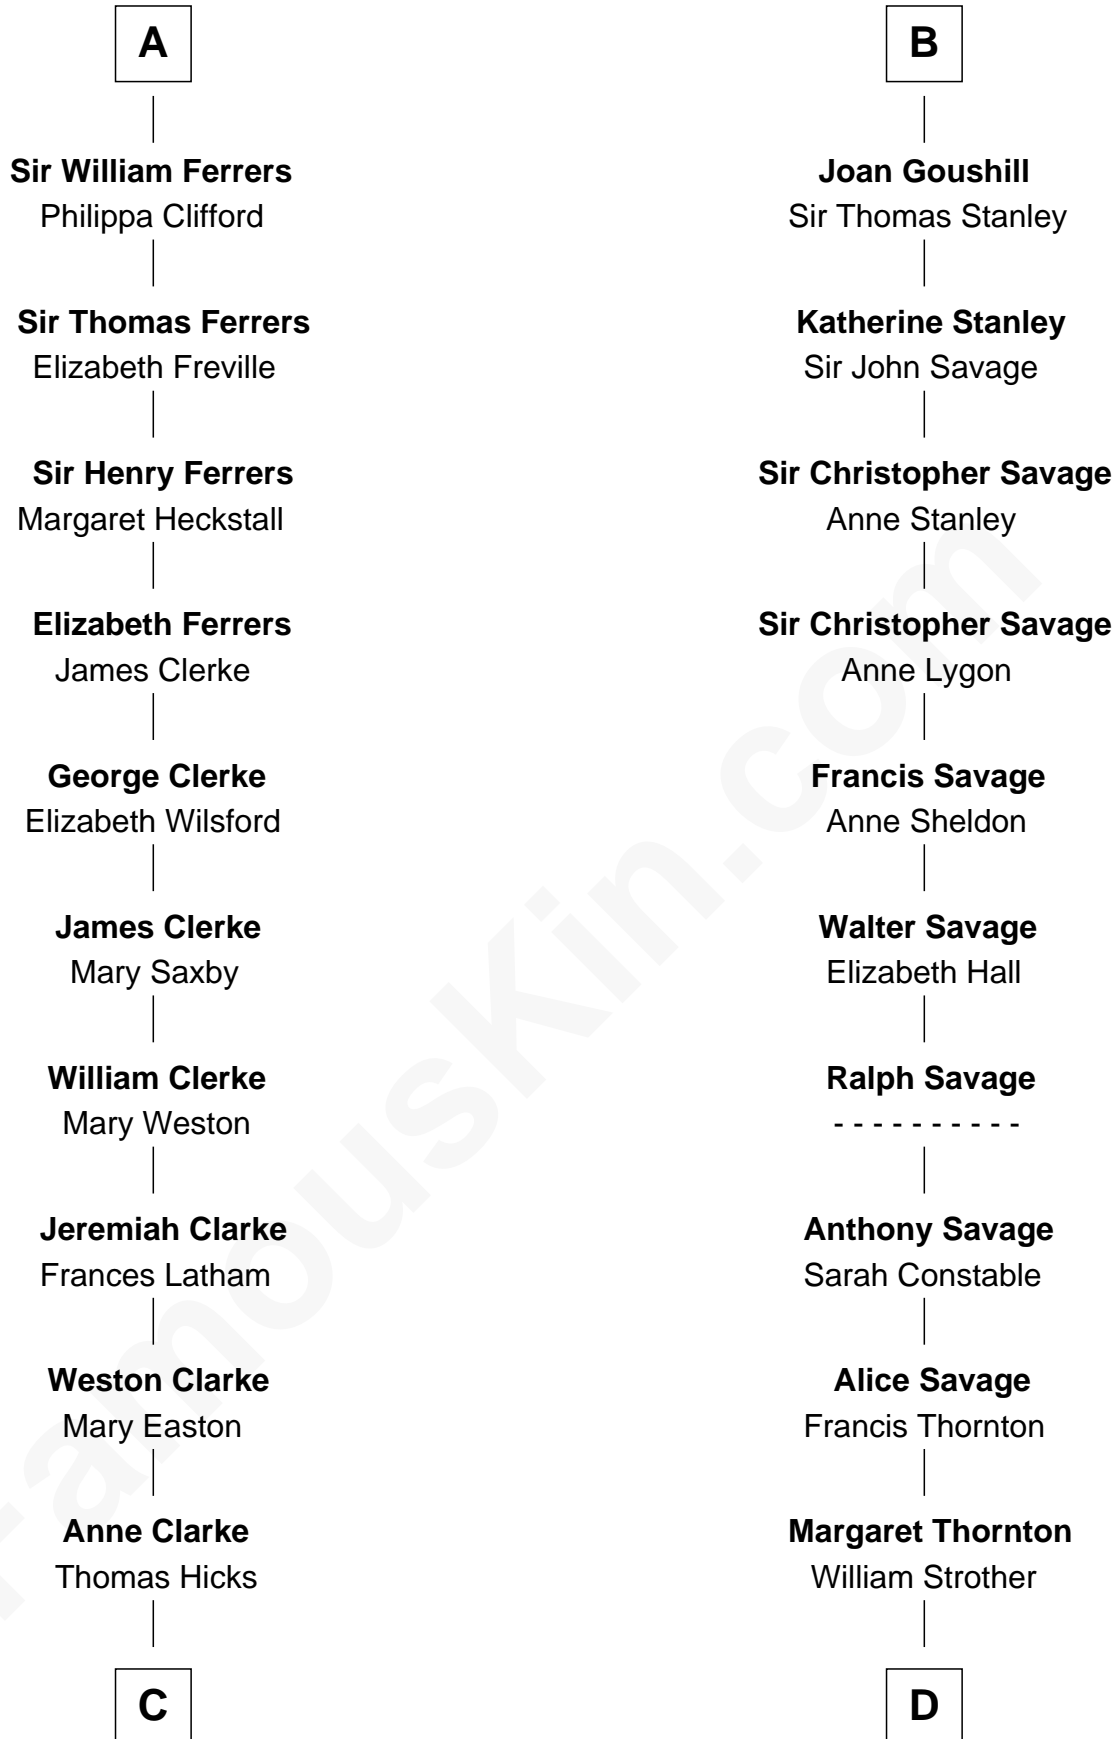 A
Sir William Ferrers
Philippa Clifford
Sir Thomas Ferrers
Elizabeth Freville
Sir Henry Ferrers
Margaret Heckstall
Elizabeth Ferrers
James Clerke
George Clerke
Elizabeth Wilsford
James Clerke
Mary Saxby
William Clerke
Mary Weston
Jeremiah Clarke
Frances Latham
Weston Clarke
Mary Easton
Anne Clarke
Thomas Hicks
C
B
Joan Goushill
Sir Thomas Stanley
Katherine Stanley
Sir John Savage
Sir Christopher Savage
Anne Stanley
Sir Christopher Savage
Anne Lygon
Francis Savage
Anne Sheldon
Walter Savage
Elizabeth Hall
Ralph Savage
- - - - - - - - - -
Anthony Savage
Sarah Constable
Alice Savage
Francis Thornton
Margaret Thornton
William Strother
D
FamousKin.com